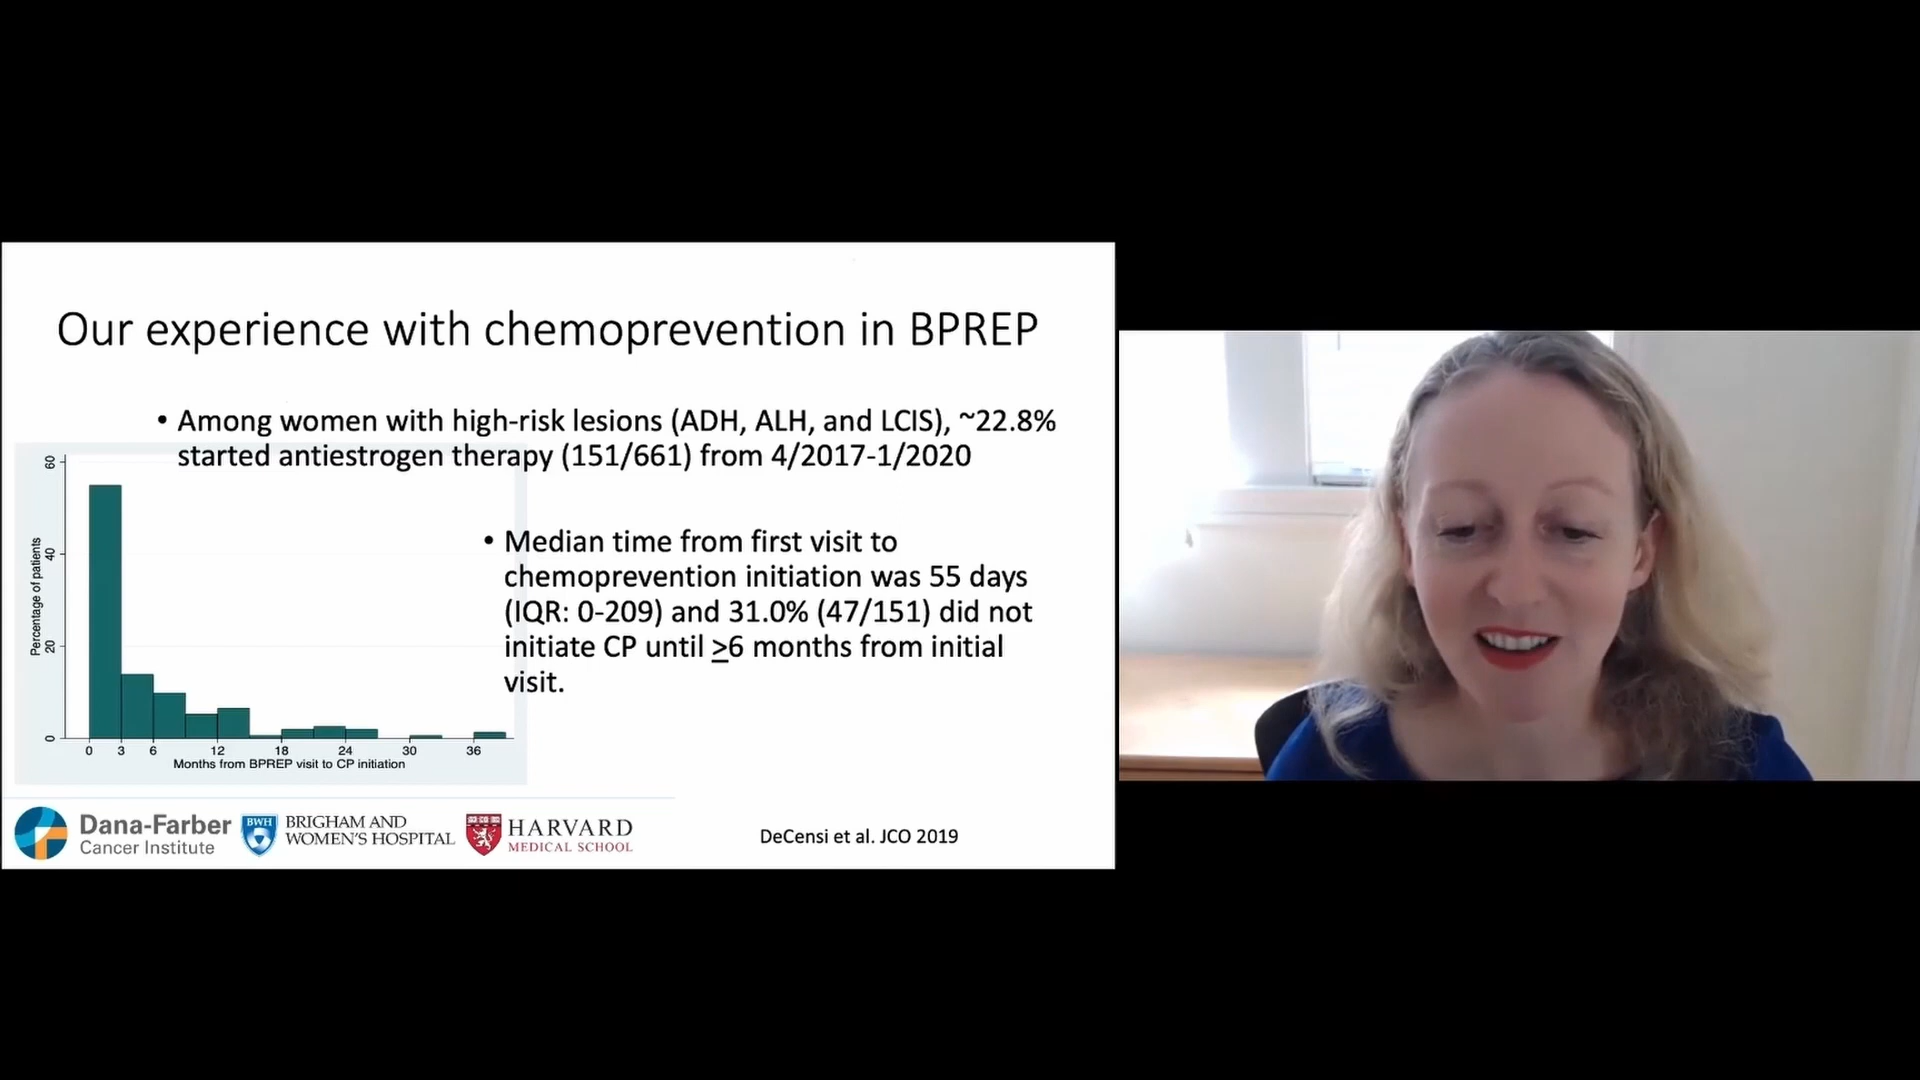 Our experience with chemoprevention in BPREP
• Among women with high-risk lesions (ADH, ALH, and LCIS), ~22.8%
started antiestrogen therapy (151/661) from 4/2017-1/2020
• Median time from first visit to
chemoprevention initiation was 55 days
(IQR: 0-209) and 31.0% (47/151) did not
initiate CP until ≥6 months from initial
visit.
Percentage of patients
60
40
20
0
0 3 6 12 18 24 30 36
Months from BPREP visit to CP initiation
Dana-Farber
Cancer Institute
BWH
BRIGHAM AND
WOMEN'S HOSPITAL
HARVARD
MEDICAL SCHOOL
DeCensi et al. JCO 2019